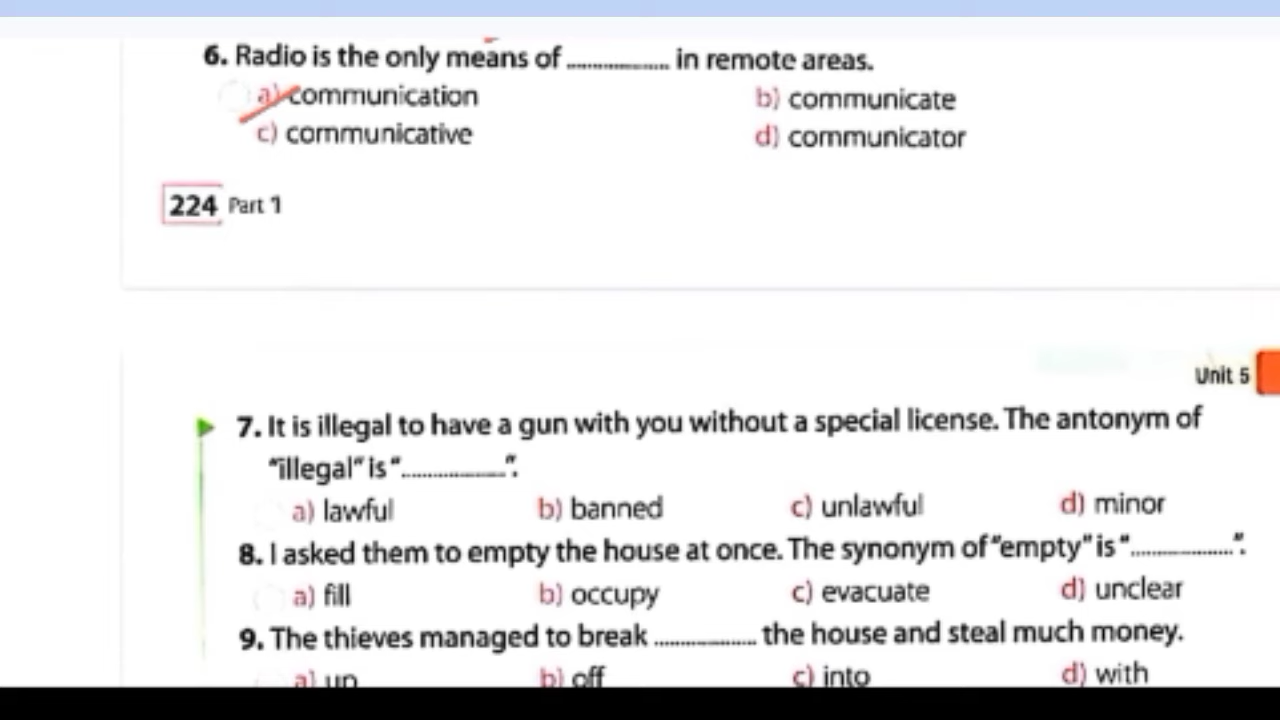 6. Radio is the only means of ................... in remote areas.
a) communication b) communicate
c) communicative d) communicator
224 Part 1
Unit 5
7. It is illegal to have a gun with you without a special license. The antonym of
"illegal" is "...................".
a) lawful b) banned c) unlawful d) minor
8. I asked them to empty the house at once. The synonym of "empty" is "...................".
a) fill b) occupy c) evacuate d) unclear
9. The thieves managed to break ................... the house and steal much money.
a) up b) off c) into d) with